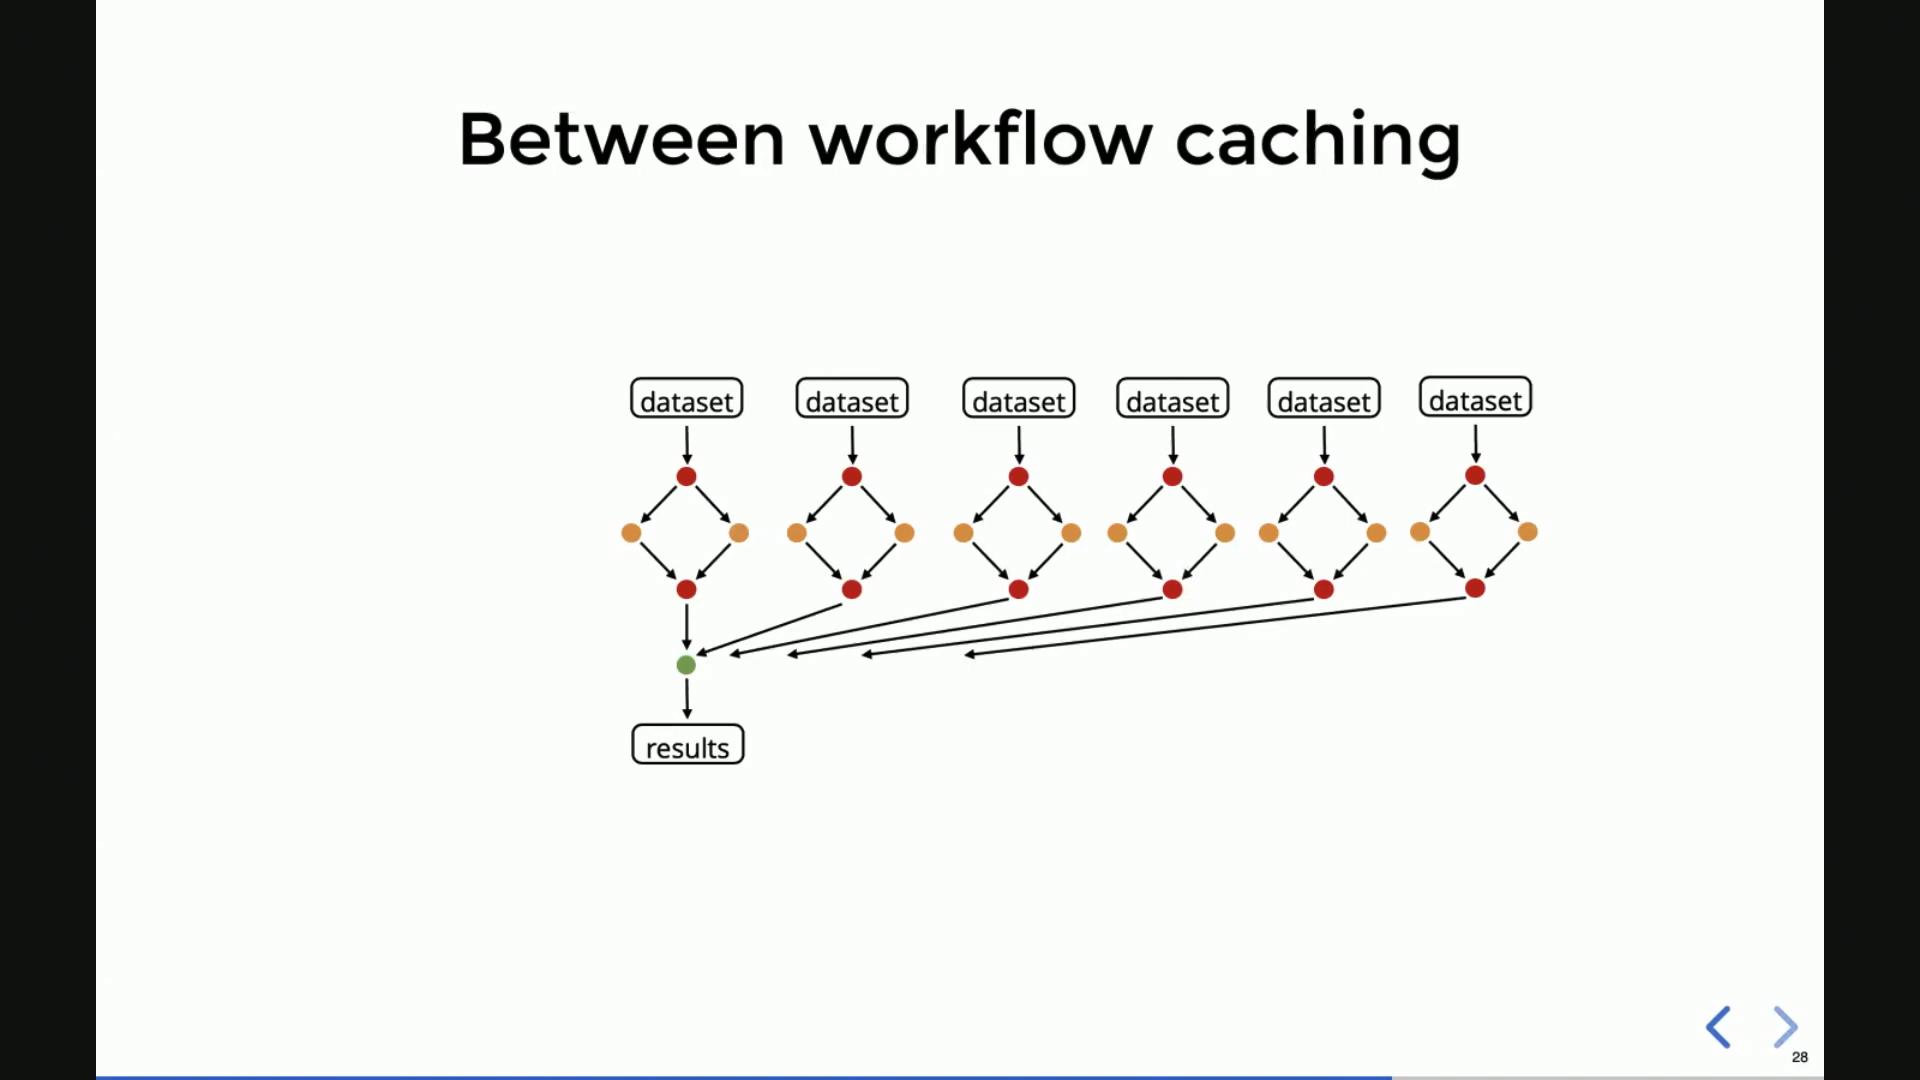 Between workflow caching
dataset dataset dataset dataset dataset dataset
results
28